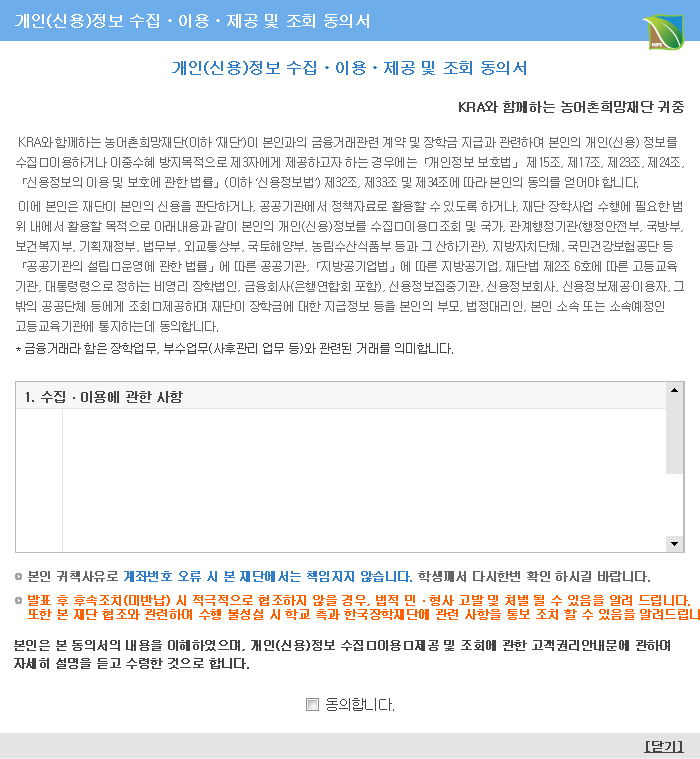 개인(신용)정보 수집·이용·제공 및 조회 동의서
HIPE
개인(신용)정보 수집·이용·제공 및 조회 동의서
KRA와 함께하는 농어촌희망재단 귀중
KRA와 함께하는 농어촌희망재단(이하 '재단')이 본인과의 금융거래관련 계약 및 장학금 지급과 관련하여 본인의 개인(신용) 정보를
수집□이용하거나 이중수혜 방지목적으로 제3자에게 제공하고자 하는 경우에는 「개인정보 보호법」 제15조, 제17조, 제23조, 제24조,
「신용정보의 이용 및 보호에 관한 법률」(이하 '신용정보법') 제32조, 제33조 및 제34조에 따라 본인의 동의를 얻어야 합니다.
이에 본인은 재단이 본인의 신용을 판단하거나, 공공기관에서 정책자료로 활용할 수 있도록 하거나, 재단 장학사업 수행에 필요한 범
위 내에서 활용할 목적으로 아래내용과 같이 본인의 개인(신용)정보를 수집□이용□조회 및 국가, 관계행정기관(행정안전부, 국방부,
보건복지부, 기획재정부, 법무부, 외교통상부, 국토해양부, 농림수산식품부 등과 그 산하기관), 지방자치단체, 국민건강보험공단 등
「공공기관의 설립□운영에 관한 법률」에 따른 공공기관, 「지방공기업법」에 따른 지방공기업, 재단법 제2조 6호에 따른 고등교육
기관, 대통령령으로 정하는 비영리 장학법인, 금융회사(은행연합회 포함), 신용정보집중기관, 신용정보회사, 신용정보제공이용자, 그
밖의 공공단체 등에게 조회□제공하며 재단이 장학금에 대한 지급정보 등을 본인의 부모, 법정대리인, 본인 소속 또는 소속예정인
고등교육기관에 통지하는데 동의합니다.
* 금융거래라 함은 장학업무, 부수업무(사후관리 업무 등)와 관련된 거래를 의미합니다.
1. 수집·이용에 관한 사항
본인 귀책사유로 계좌번호 오류 시 본 재단에서는 책임지지 않습니다. 학생께서 다시한번 확인 하시길 바랍니다.
발표 후 후속조치(미반납) 시 적극적으로 협조하지 않을 경우, 법적 민·형사 고발 및 처벌 될 수 있음을 알려 드립니다.
또한 본 재단 협조와 관련하여 수행 불성실 시 학교 측과 한국장학재단에 관련 사항을 통보 조치 할 수 있음을 알려드립니
본인은 본 동의서의 내용을 이해하였으며, 개인(신용)정보 수집□이용□제공 및 조회에 관한 고객권리안내문에 관하여
자세히 설명을 듣고 수령한 것으로 합니다.
동의합니다.
[닫기]